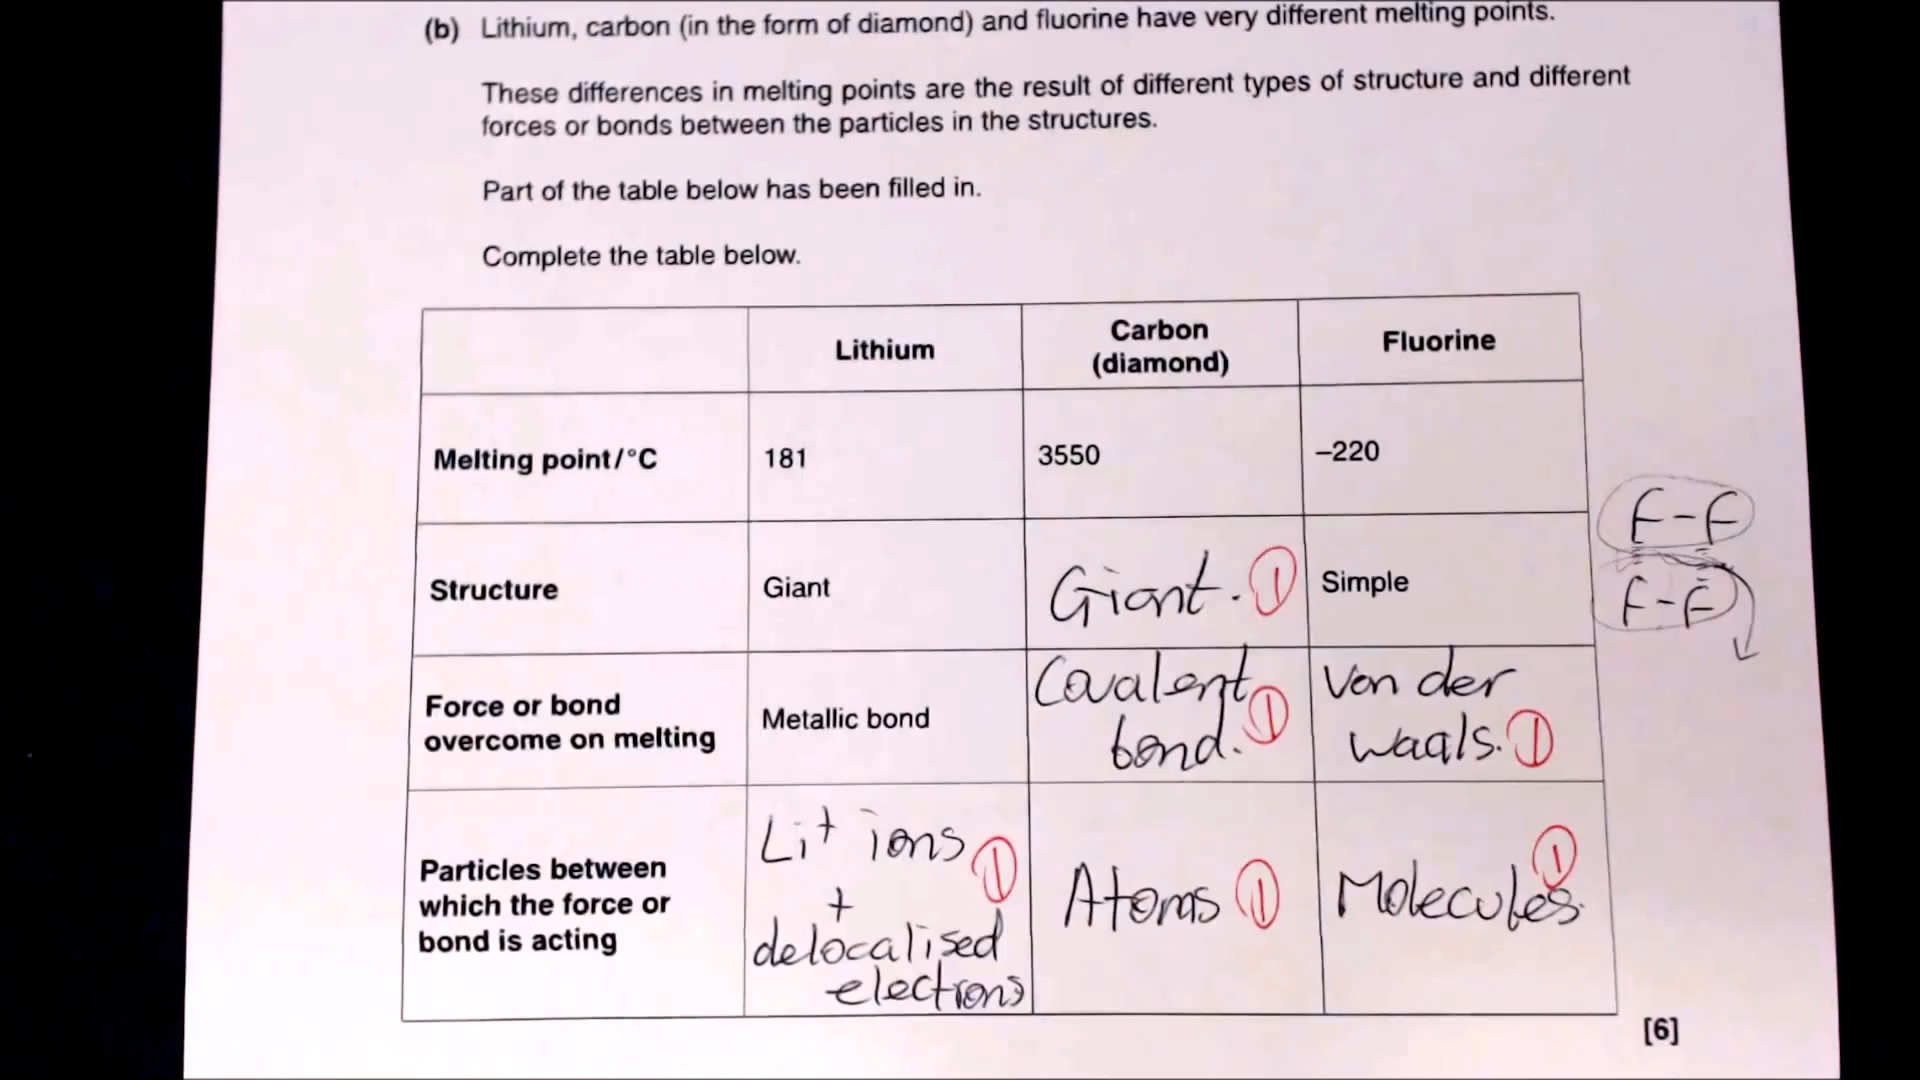 (b) Lithium, carbon (in the form of diamond) and fluorine have very different melting points.
These differences in melting points are the result of different types of structure and different
forces or bonds between the particles in the structures.
Part of the table below has been filled in.
Complete the table below.
Lithium
Carbon
(diamond)
Fluorine
Melting point/°C
181
3550
–220
F-F
F-F
Structure
Giant
Giant. 1
Simple
Force or bond
overcome on melting
Metallic bond
Covalent
bond. 1
Van der
waals. 1
Particles between
which the force or
bond is acting
Li+ ions 1
+
delocalised
electrons
Atoms 1
Molecules. 1
[6]